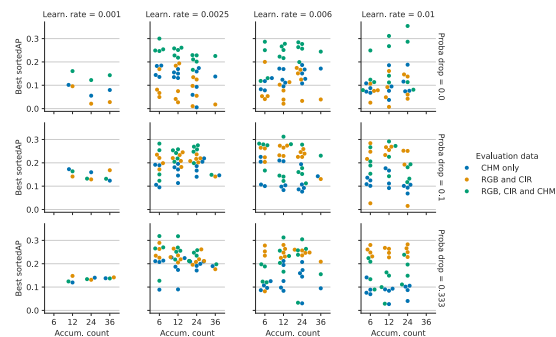 Learn. rate = 0.001 Learn. rate = 0.0025 Learn. rate = 0.006 Learn. rate = 0.01
0.3
0.2
0.1
0.0
Best sortedAP
Proba drop = 0.0
0.3
0.2
0.1
0.0
Best sortedAP
Proba drop = 0.1
Evaluation data
CHM only
RGB and CIR
RGB, CIR and CHM
0.3
0.2
0.1
0.0
Best sortedAP
Proba drop = 0.333
6 12 24 36 6 12 24 36 6 12 24 36 6 12 24 36
Accum. count Accum. count Accum. count Accum. count